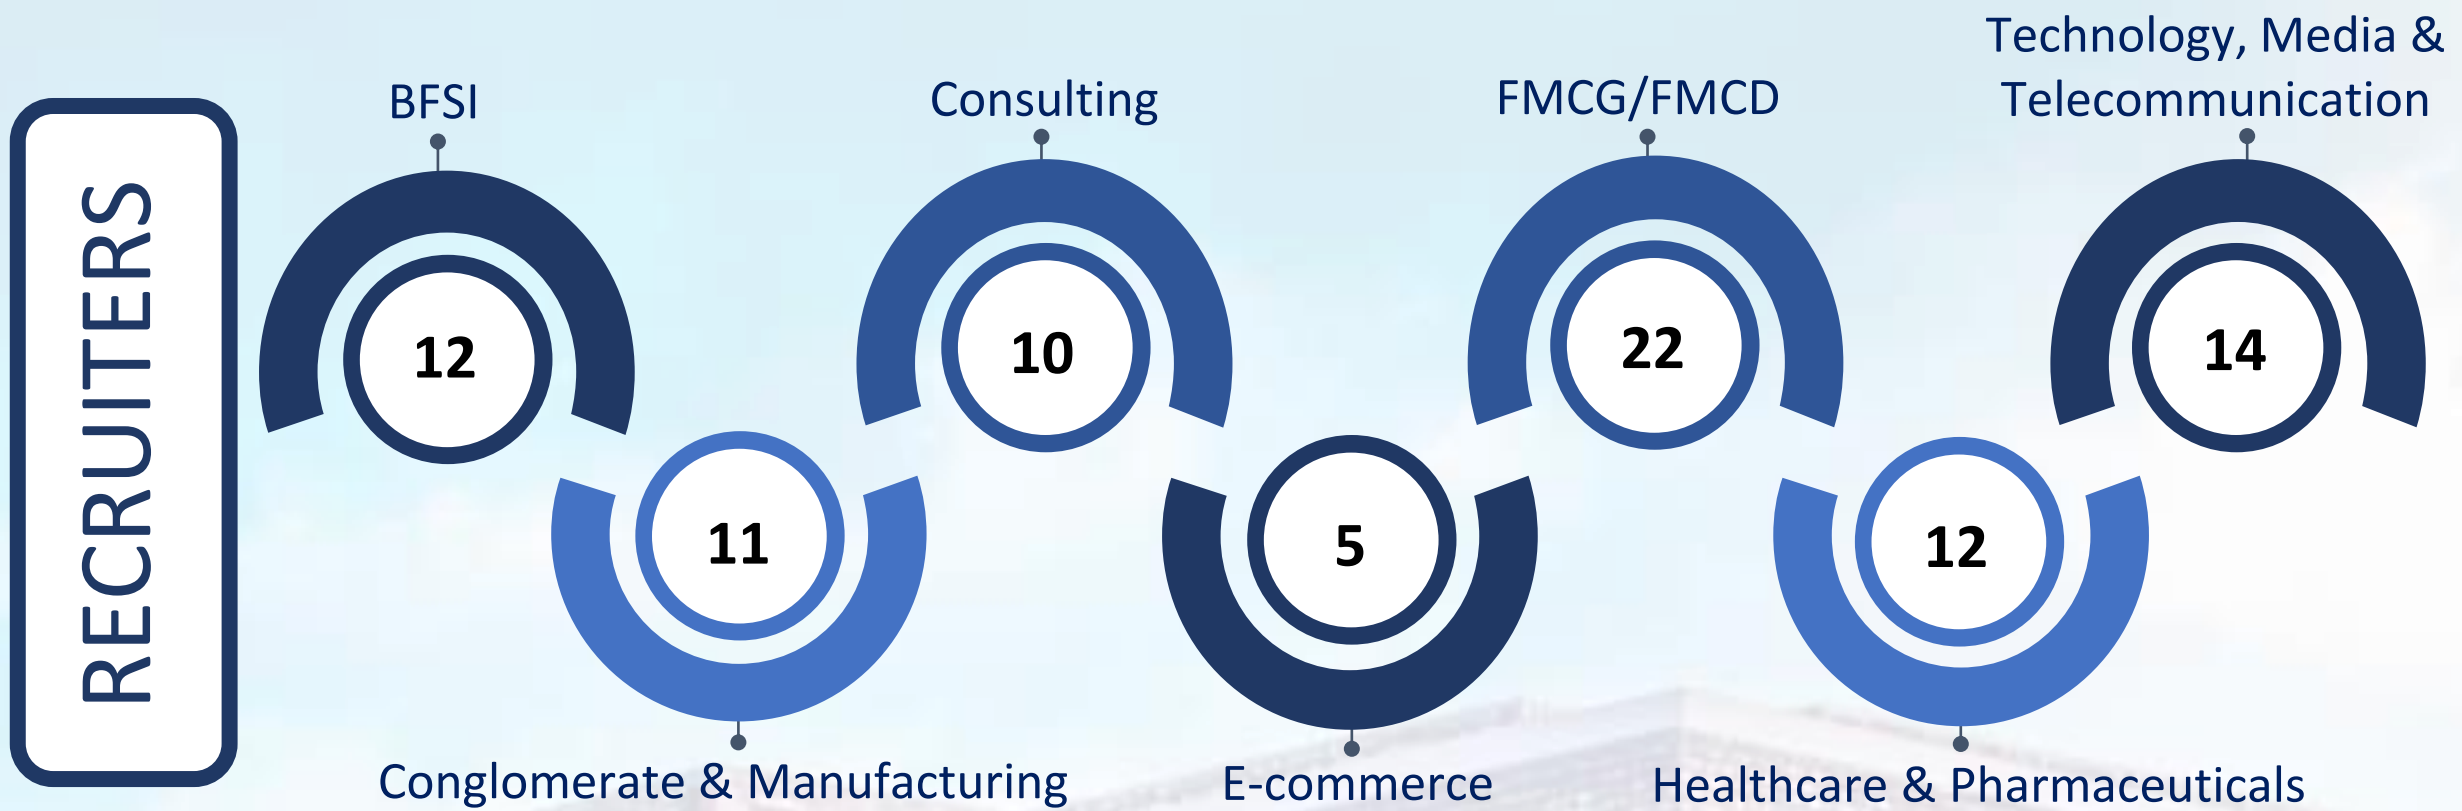 RECRUITERS
BFSI
12
Conglomerate & Manufacturing
11
Consulting
10
E-commerce
5
FMCG/FMCD
22
Healthcare & Pharmaceuticals
12
Technology, Media &
Telecommunication
14